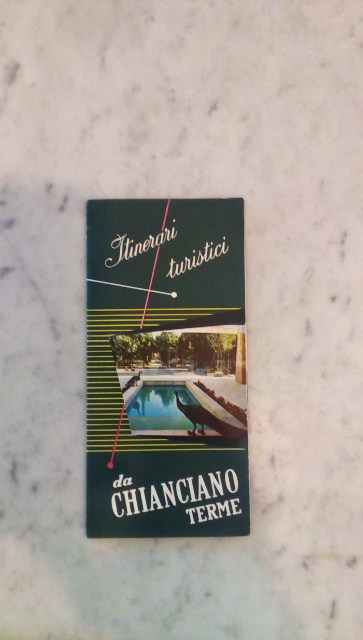 Itinerari
turistici
da
CHIANCIANO
TERME